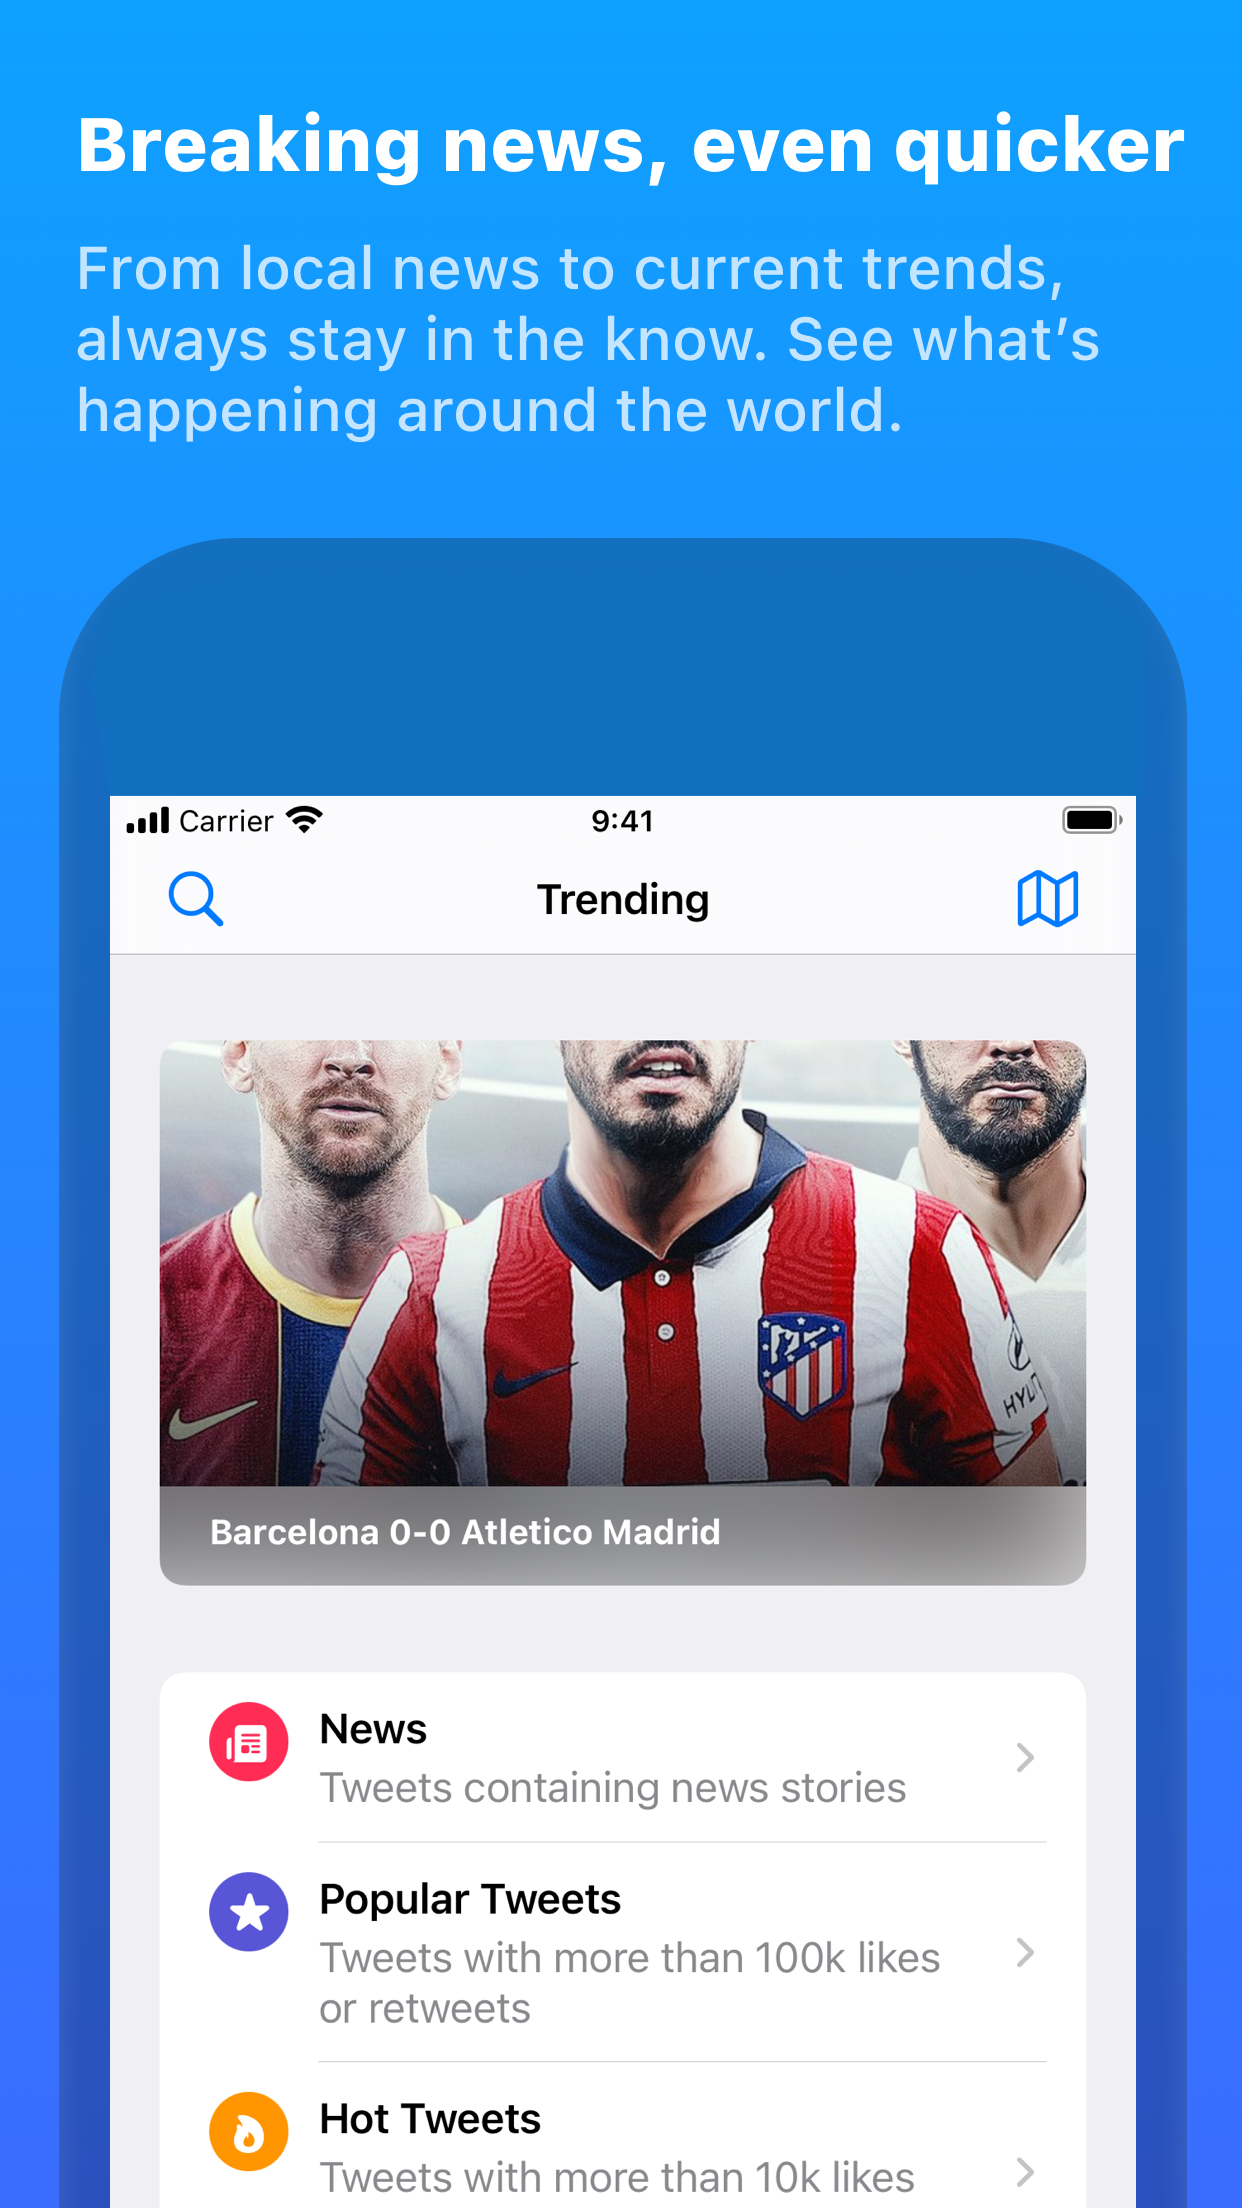 Breaking news, even quicker
From local news to current trends,
always stay in the know. See what’s
happening around the world.
Carrier
9:41
Trending
Barcelona 0-0 Atletico Madrid
News
Tweets containing news stories
Popular Tweets
Tweets with more than 100k likes
or retweets
Hot Tweets
Tweets with more than 10k likes